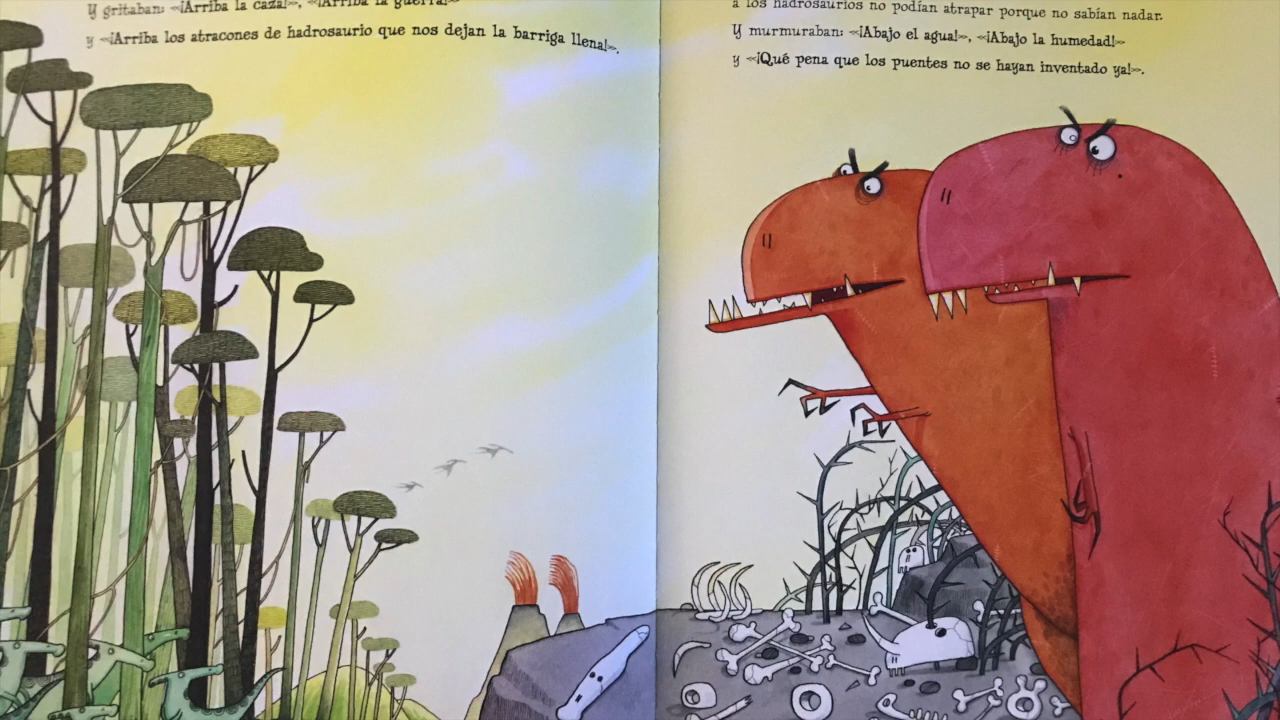 Y gritaban: «¡Arriba la caza!», «¡Arriba la guerra!»
y «¡Arriba los atracones de hadrosaurio que nos dejan la barriga llena!».
a los hadrosaurios no podían atrapar porque no sabían nadar.
Y murmuraban: «¡Abajo el agua!», «¡Abajo la humedad!»
y «¡Qué pena que los puentes no se hayan inventado ya!».